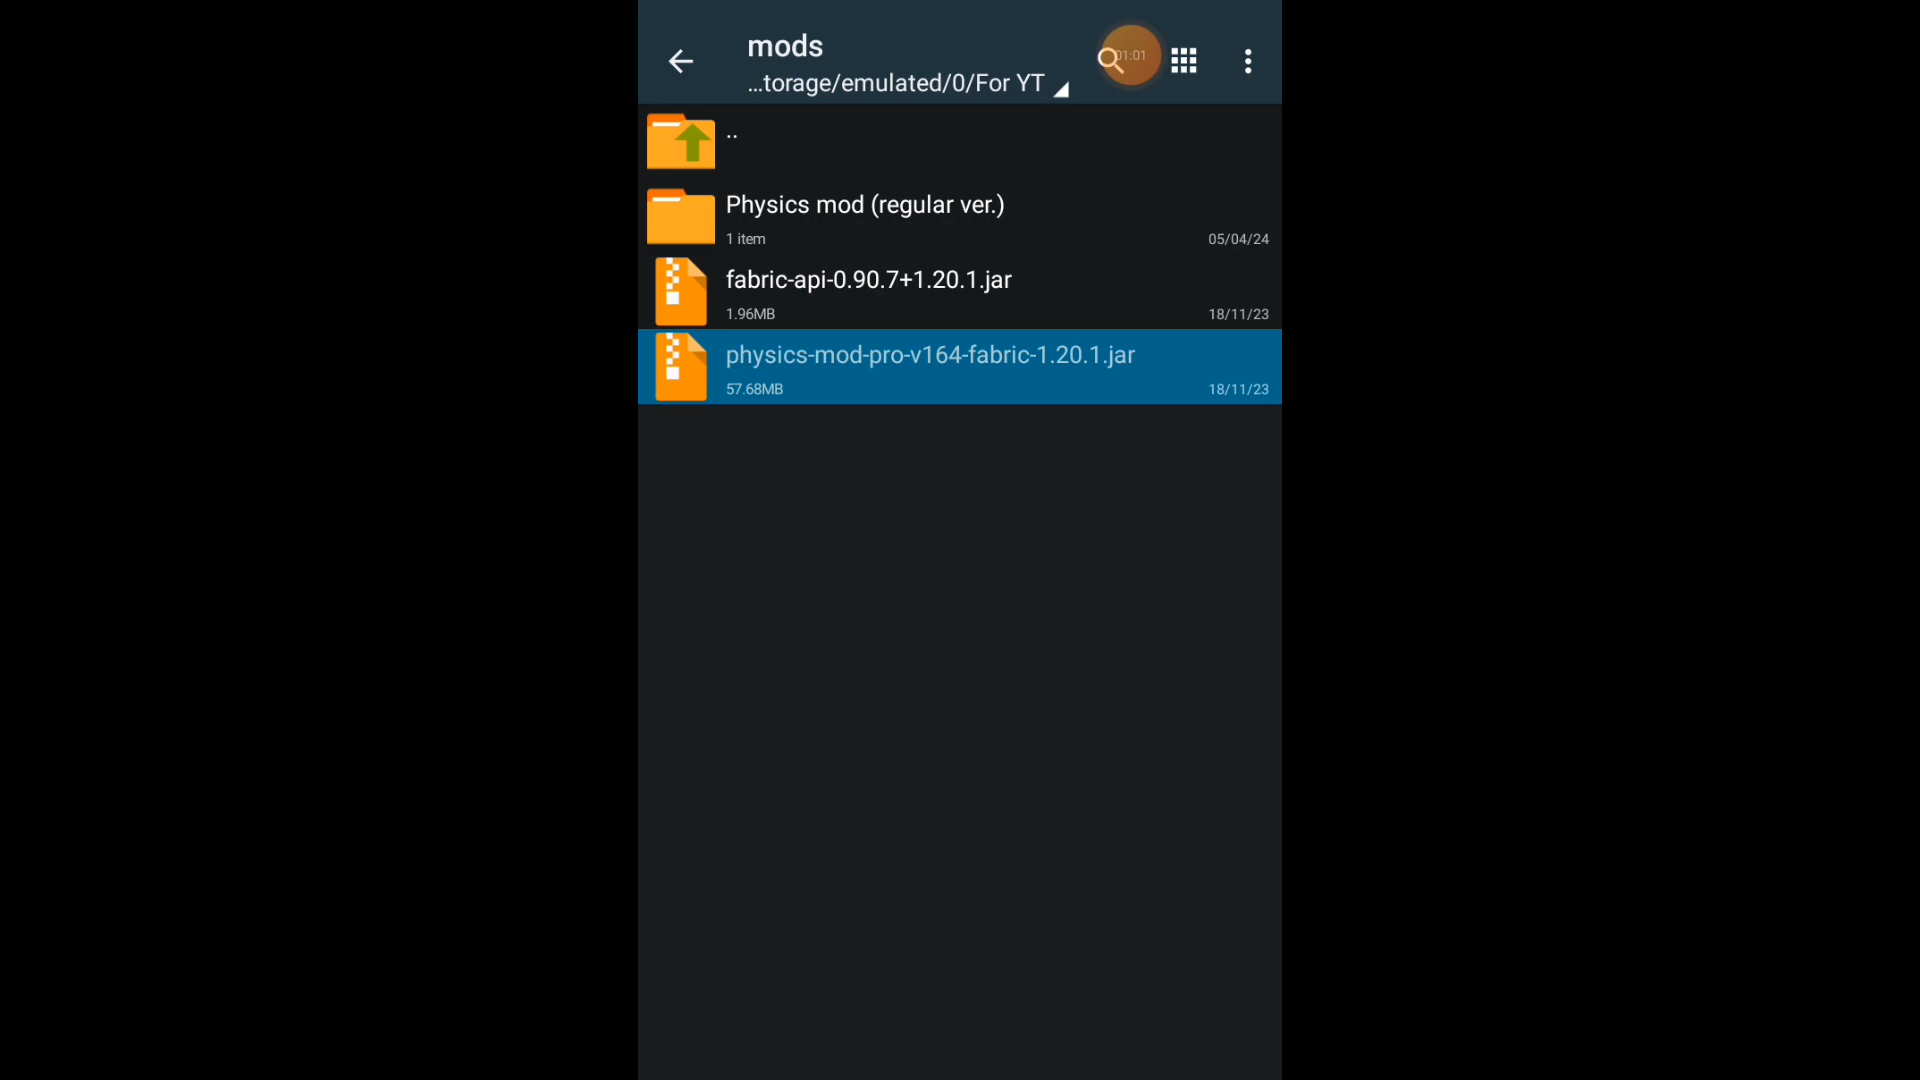 mods
01:01
...torage/emulated/0/For YT
..
Physics mod (regular ver.)
1 item
05/04/24
fabric-api-0.90.7+1.20.1.jar
1.96MB
18/11/23
physics-mod-pro-v164-fabric-1.20.1.jar
57.68MB
18/11/23